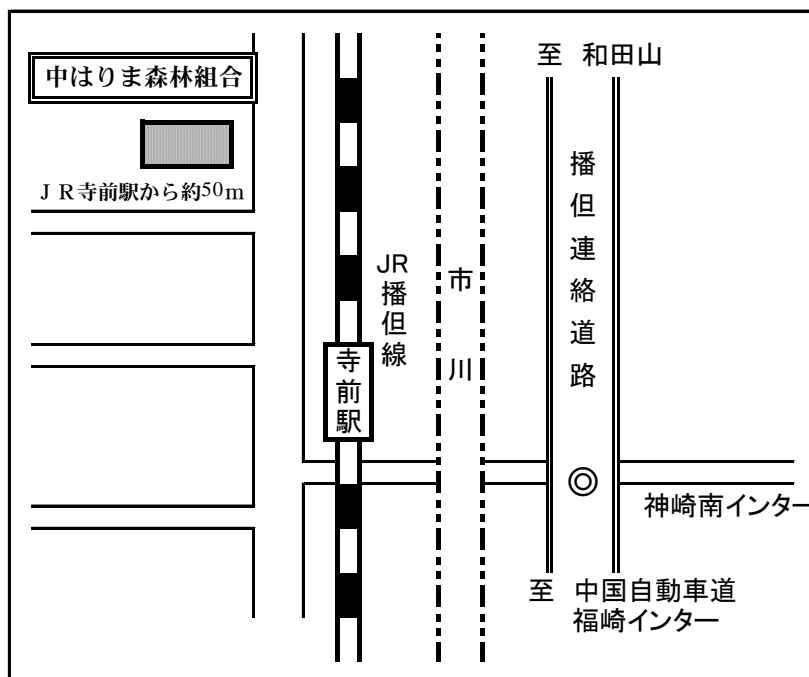 中はりま森林組合
ＪＲ寺前駅から約50m
JR播但線
寺前駅
市川
至 和田山
播但連絡道路
神崎南インター
至 中国自動車道
福崎インター